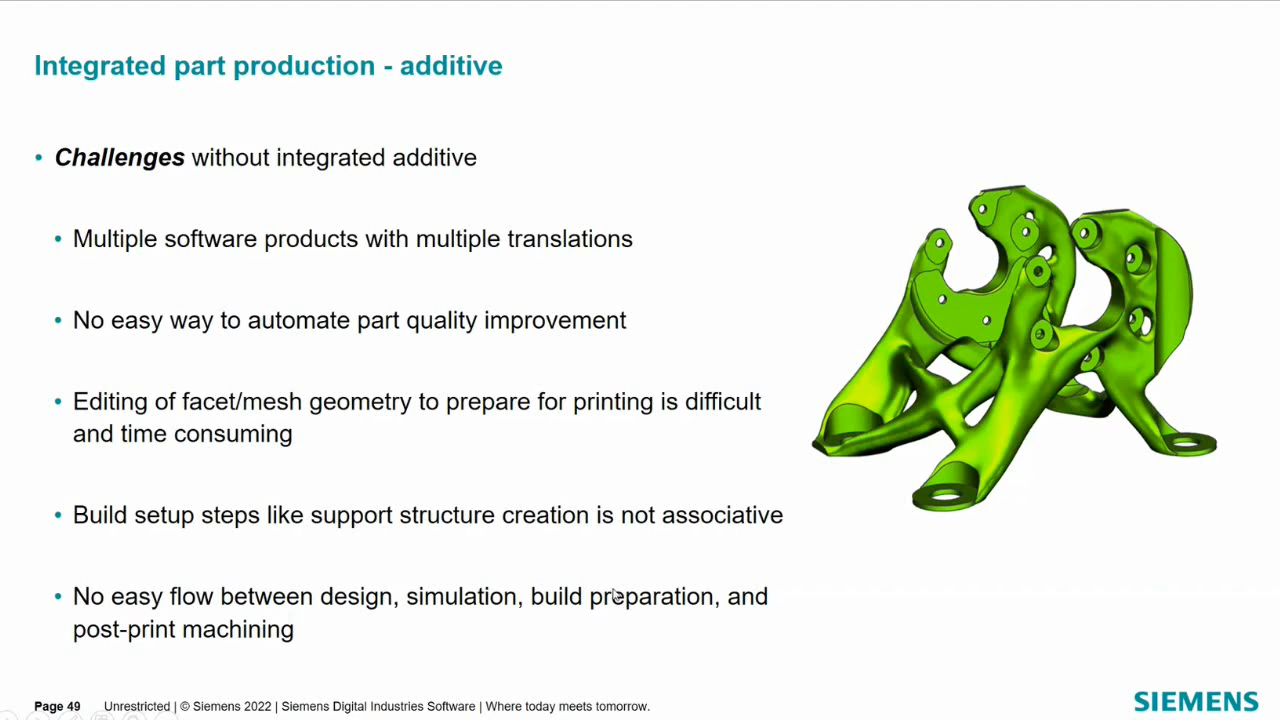 Integrated part production - additive
• Challenges without integrated additive
• Multiple software products with multiple translations
• No easy way to automate part quality improvement
• Editing of facet/mesh geometry to prepare for printing is difficult
and time consuming
• Build setup steps like support structure creation is not associative
• No easy flow between design, simulation, build preparation, and
post-print machining
Page 49 Unrestricted | © Siemens 2022 | Siemens Digital Industries Software | Where today meets tomorrow.
SIEMENS